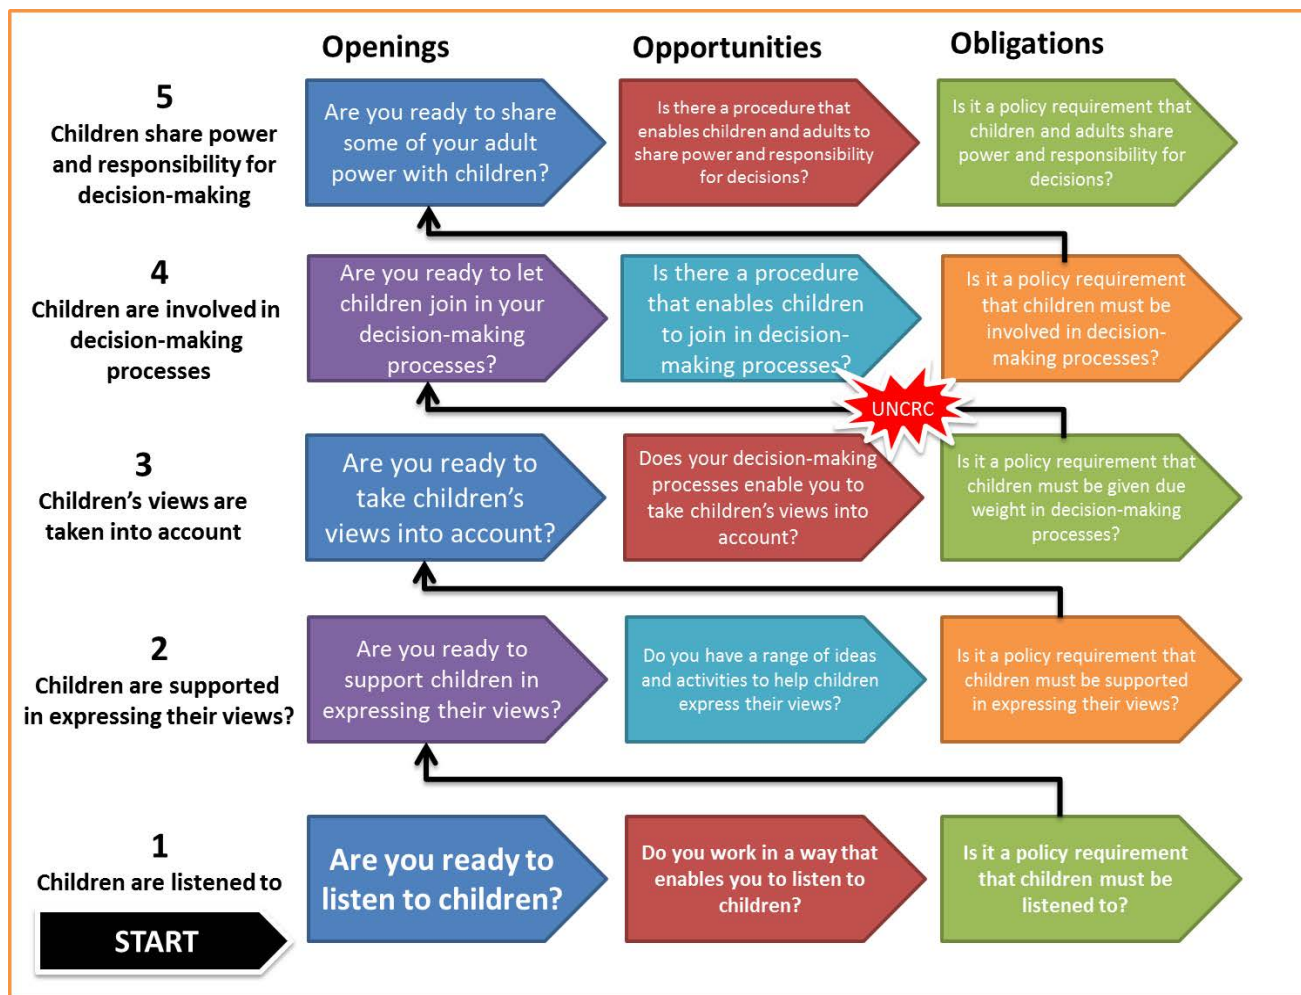 Openings
Opportunities
Obligations
5
Children share power
and responsibility for
decision-making
Are you ready to share
some of your adult
power with children?
Is there a procedure that
enables children and adults to
share power and responsibility
for decisions?
Is it a policy requirement that
children and adults share
power and responsibility for
decisions?
4
Children are involved in
decision-making
processes
Are you ready to let
children join in your
decision-making
processes?
Is there a procedure
that enables children
to join in decision-
making processes?
Is it a policy requirement
that children must be
involved in decision-
making processes?
UNCRC
3
Children’s views are
taken into account
Are you ready to
take children’s
views into account?
Does your decision-making
processes enable you to
take children’s views into
account?
Is it a policy requirement that
children must be given due
weight in decision-making
processes?
2
Children are supported
in expressing their views?
Are you ready to
support children in
expressing their views?
Do you have a range of ideas
and activities to help children
express their views?
Is it a policy requirement that
children must be supported
in expressing their views?
1
Children are listened to
Are you ready to
listen to children?
Do you work in a way that
enables you to listen to
children?
Is it a policy requirement
that children must be
listened to?
START